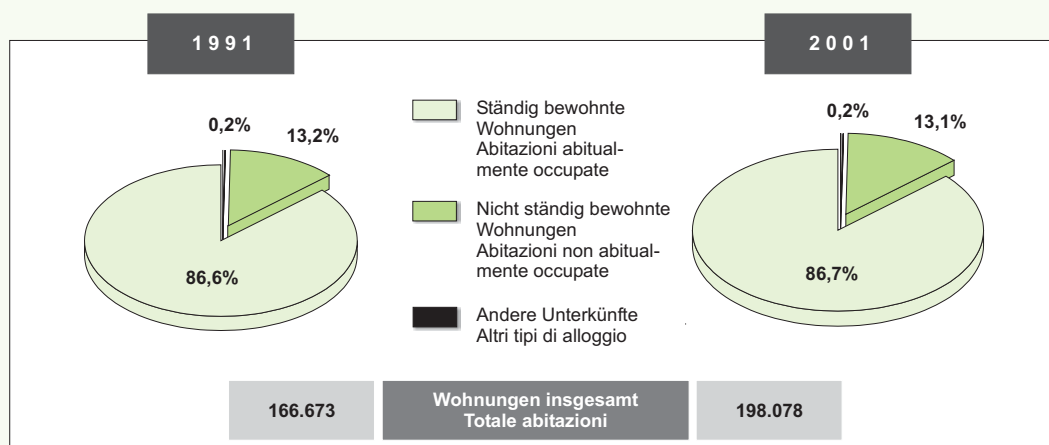 1991
2001
0,2%
13,2%
86,6%
Ständig bewohnte
Wohnungen
Abitazioni abitual-
mente occupate
Nicht ständig bewohnte
Wohnungen
Abitazioni non abitual-
mente occupate
Andere Unterkünfte
Altri tipi di alloggio
0,2%
13,1%
86,7%
166.673
Wohnungen insgesamt
Totale abitazioni
198.078